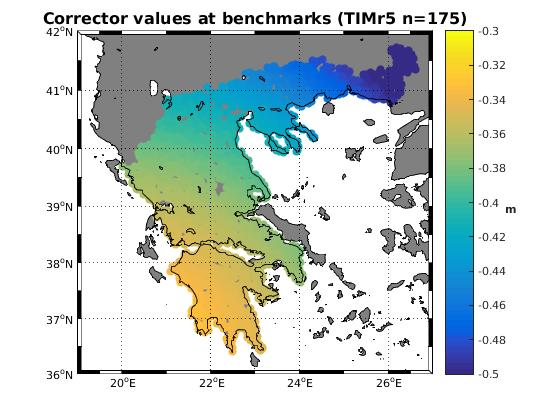 Corrector values at benchmarks (TIMr5 n=175)
42°N
41°N
40°N
39°N
38°N
37°N
36°N
20°E
22°E
24°E
26°E
-0.3
-0.32
-0.34
-0.36
-0.38
-0.4
-0.42
-0.44
-0.46
-0.48
-0.5
m